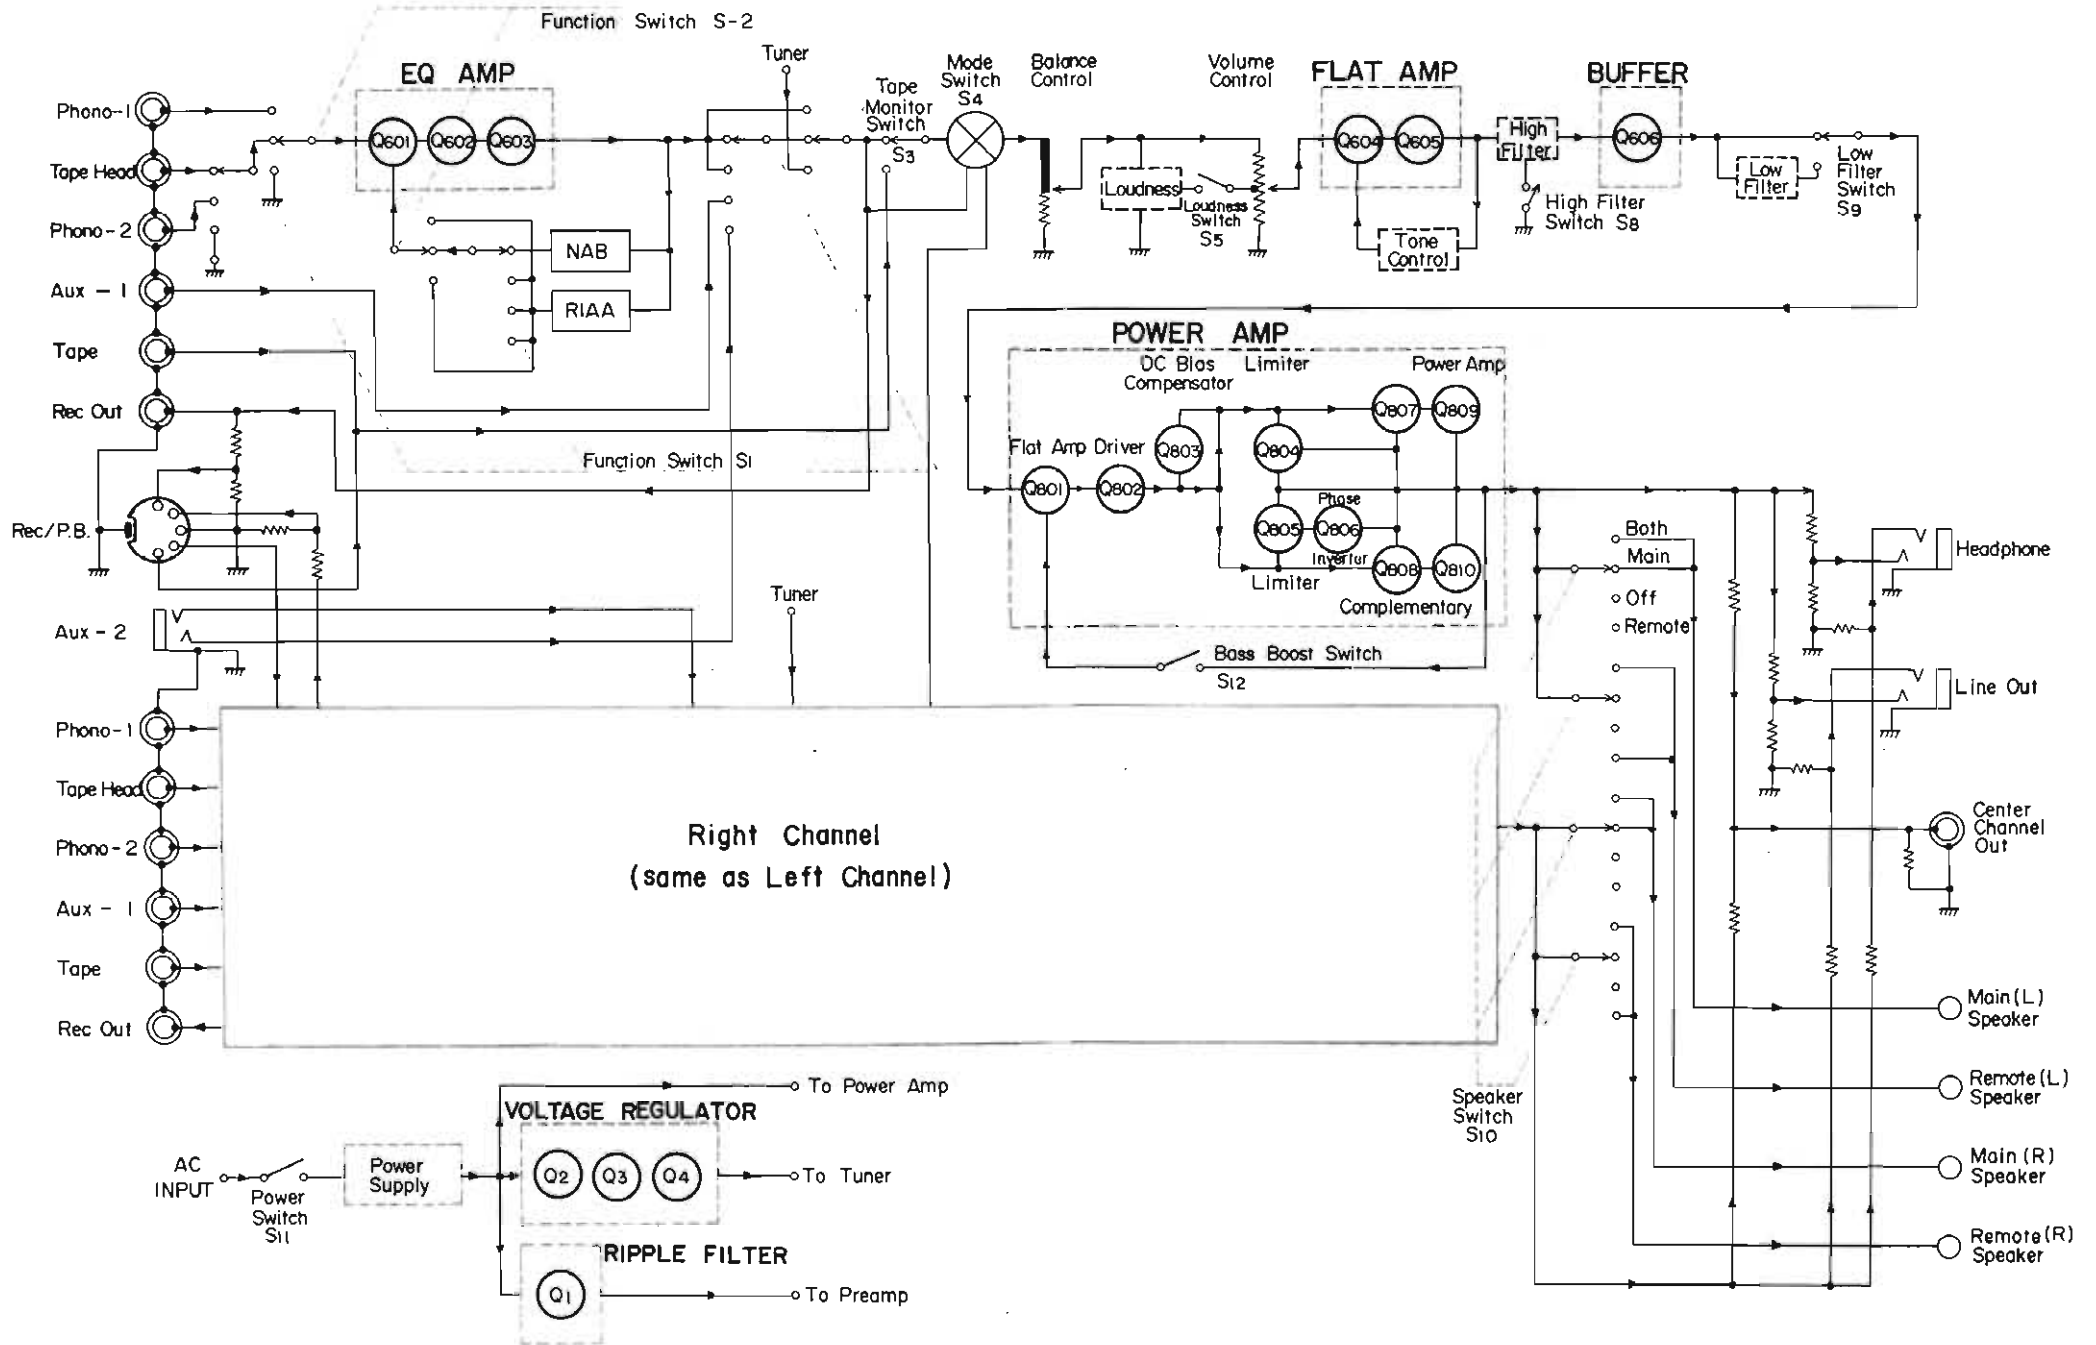 Function Switch S-2
EQ AMP
Tuner
Tape
Monitor
Switch
S3
Mode
Switch
S4
Balance
Control
Volume
Control
FLAT AMP
BUFFER
Phono-1
Tape Head
Phono-2
Aux - 1
Tape
Rec Out
Rec/P.B.
Aux - 2
Q601
Q602
Q603
NAB
RIAA
Loudness
Loudness
Switch
S5
Q604
Q605
Tone
Control
High
Filter
High Filter
Switch S8
Q606
Low
Filter
Low
Filter
Switch
S9
Function Switch S1
POWER AMP
DC Bias
Compensator
Limiter
Power Amp
Flat Amp
Driver
Q801
Q802
Q803
Q804
Q805
Phase
Q806
Inverter
Limiter
Q807
Q809
Q808
Q810
Complementary
Bass Boost Switch
S12
Both
Main
Off
Remote
Headphone
Line Out
Center
Channel
Out
Tuner
Phono-1
Tape Head
Phono-2
Aux - 1
Tape
Rec Out
Right Channel
(same as Left Channel)
Speaker
Switch
S10
Main (L)
Speaker
Remote (L)
Speaker
Main (R)
Speaker
Remote (R)
Speaker
To Power Amp
VOLTAGE REGULATOR
AC
INPUT
Power
Switch
S11
Power
Supply
Q2
Q3
Q4
To Tuner
RIPPLE FILTER
Q1
To Preamp